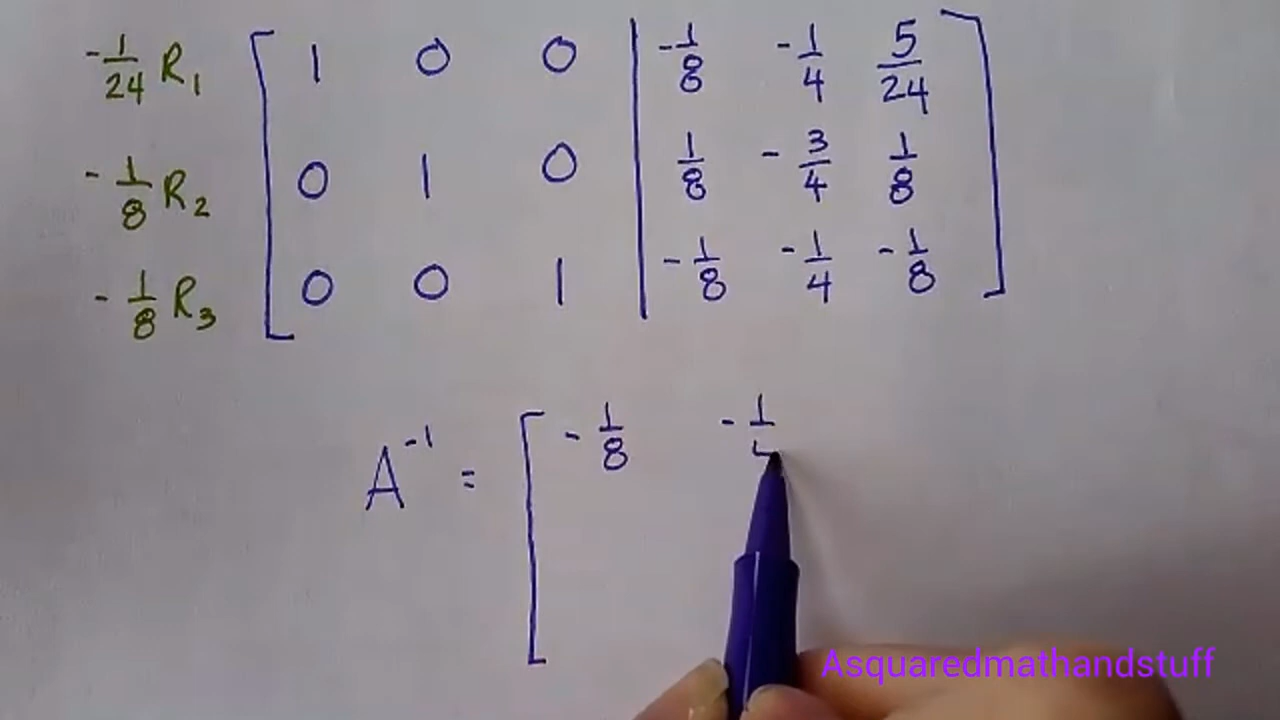 -1/24 R₁ [ 1 0 0 | -1/8 -1/4 5/24 ]
-1/8 R₂ [ 0 1 0 | 1/8 -3/4 1/8 ]
-1/8 R₃ [ 0 0 1 | -1/8 -1/4 -1/8 ]
A⁻¹ = [ -1/8 -1/4
Asquaredmathandstuff